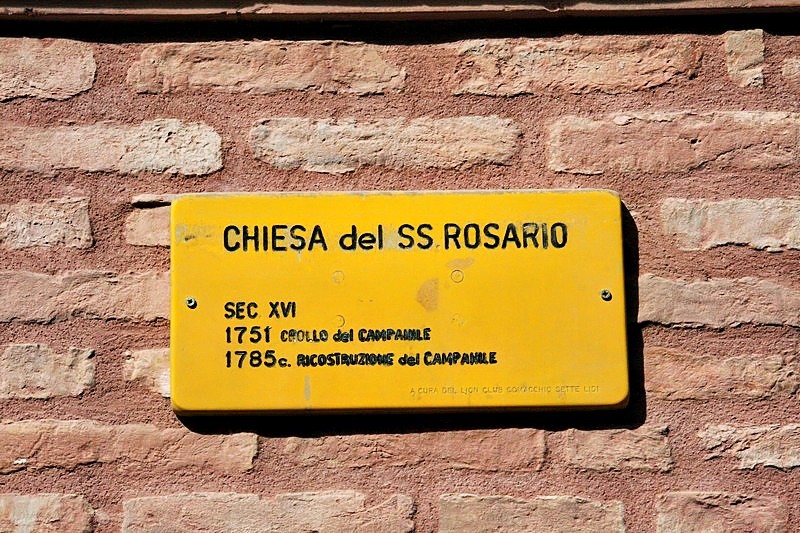 CHIESA del SS. ROSARIO
SEC XVI
1751 CROLLO del CAMPANILE
1785c. RICOSTRUZIONE del CAMPANILE
A CURA DEL LION CLUB COMACCHIO SETTE LIDI